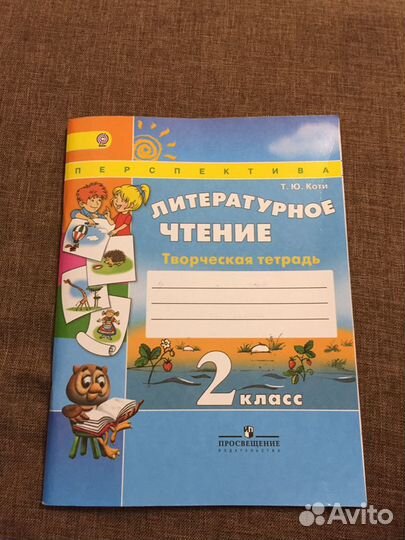 ПЕРСПЕКТИВА
Т. Ю. Коти
ЛИТЕРАТУРНОЕ
ЧТЕНИЕ
Творческая тетрадь
2 класс
ПРОСВЕЩЕНИЕ
ИЗДАТЕЛЬСТВО
Avito